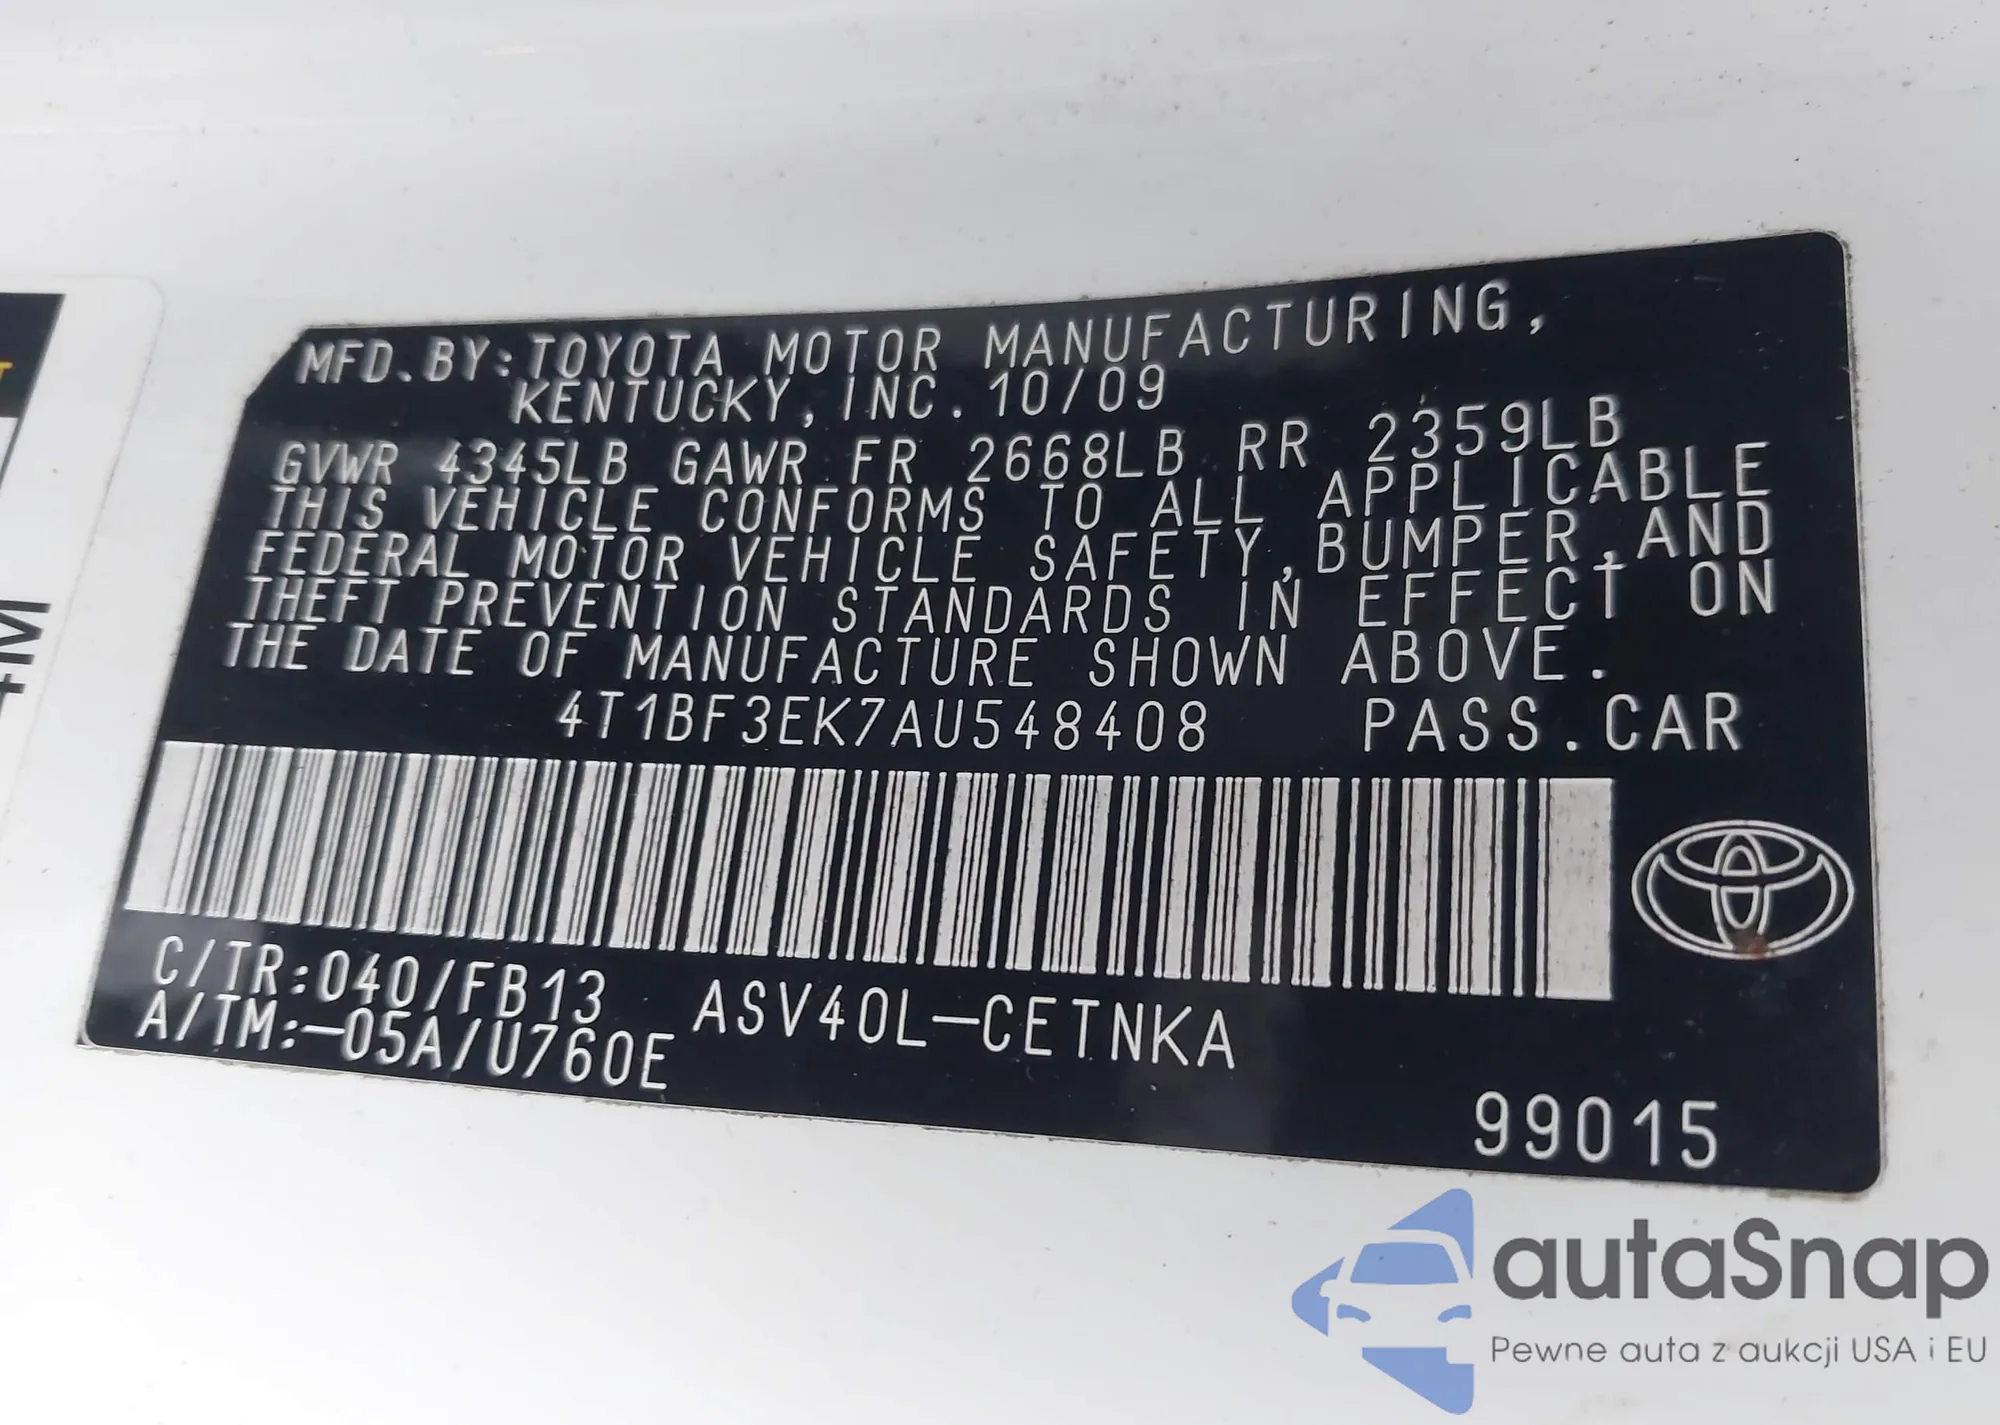 MFD.BY:TOYOTA MOTOR MANUFACTURING,
KENTUCKY, INC. 10/09
GVWR 4345LB GAWR FR 2668LB RR 2359LB
THIS VEHICLE CONFORMS TO ALL APPLICABLE
FEDERAL MOTOR VEHICLE SAFETY, BUMPER, AND
THEFT PREVENTION STANDARDS IN EFFECT ON
THE DATE OF MANUFACTURE SHOWN ABOVE.
4T1BF3EK7AU548408 PASS.CAR
C/TR:040/FB13 ASV40L-CETNKA
A/TM:-05A/U760E
99015
autaSnap
Pewne auta z aukcji USA i EU